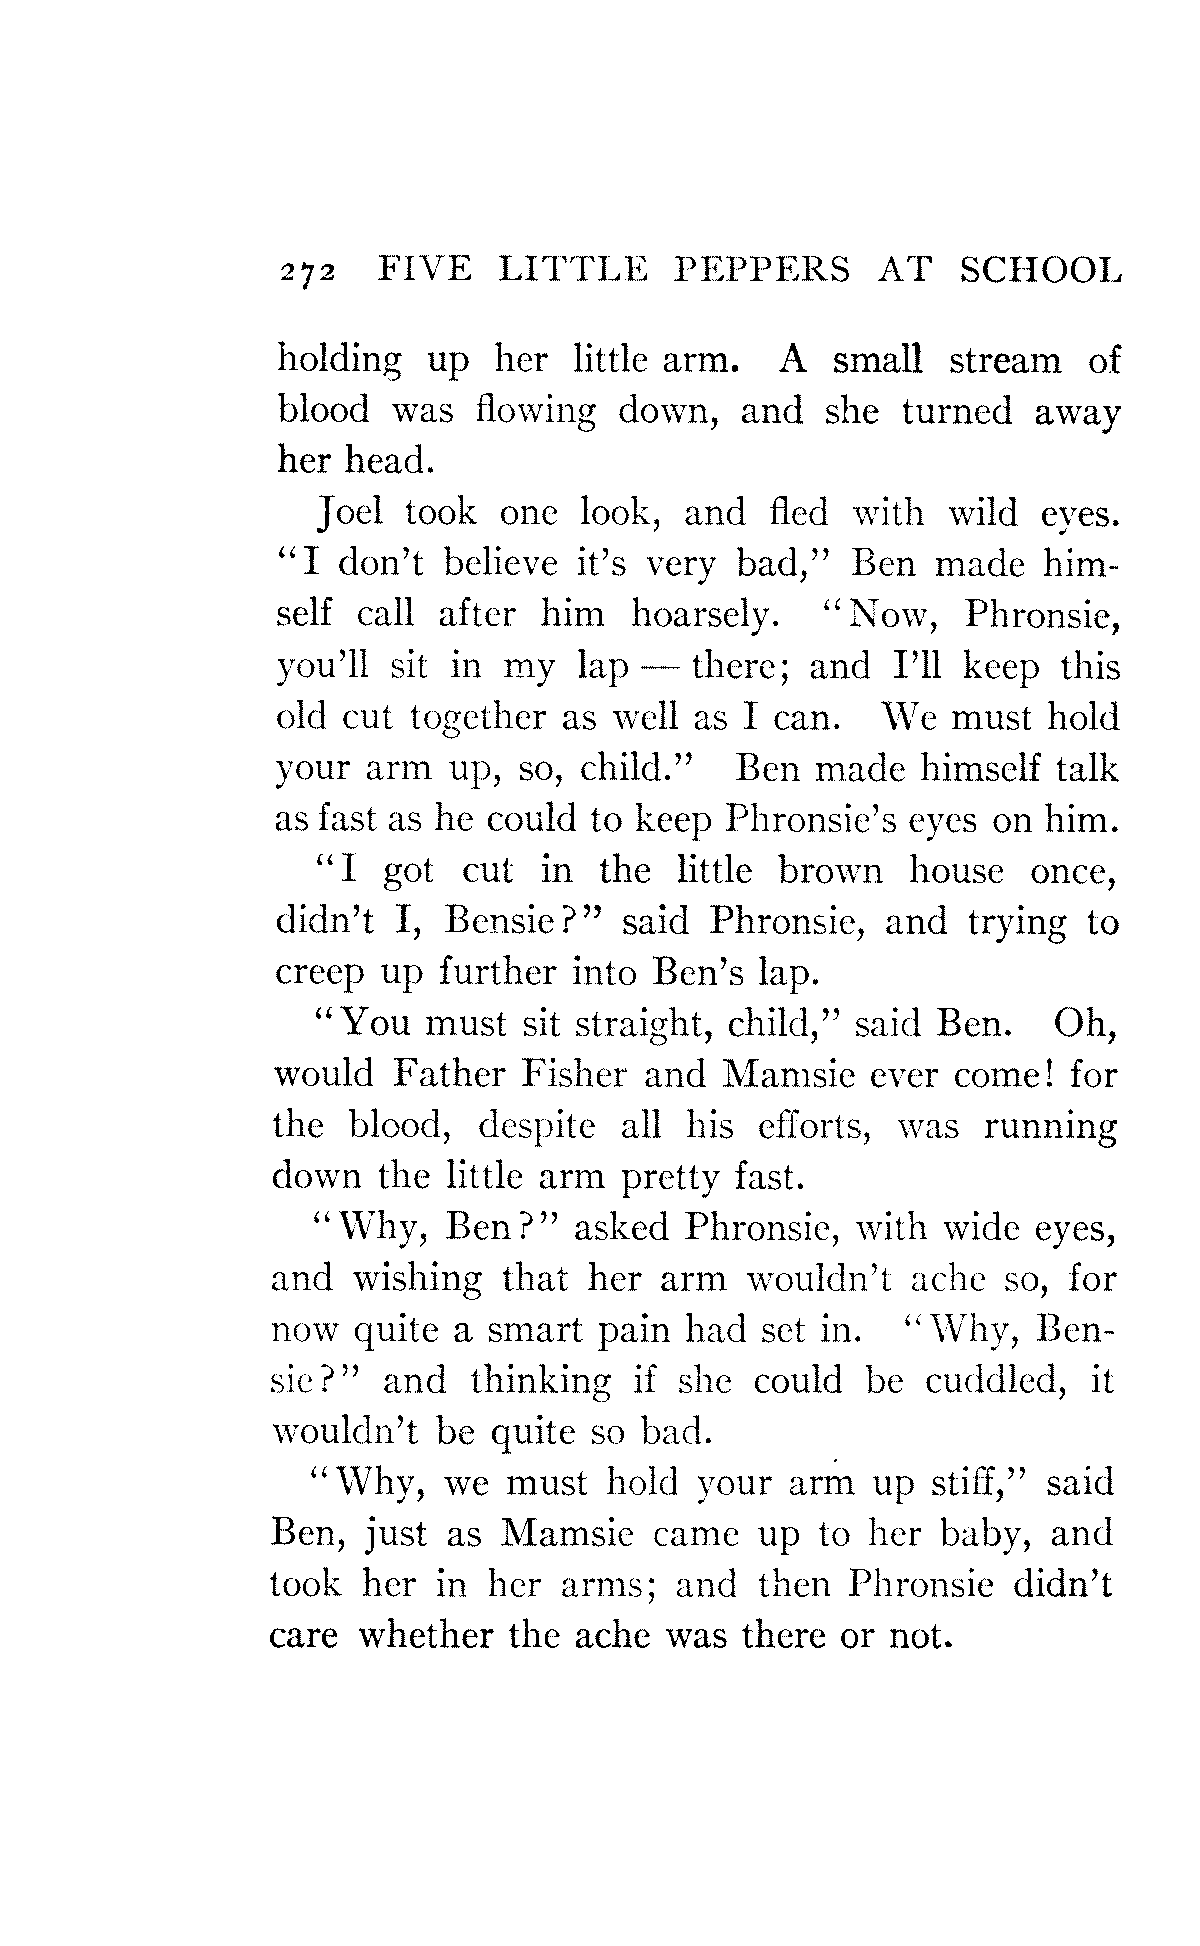 272 FIVE LITTLE PEPPERS AT SCHOOL
holding up her little arm. A small stream of
blood was flowing down, and she turned away
her head.
Joel took one look, and fled with wild eyes.
"I don't believe it's very bad," Ben made him-
self call after him hoarsely. "Now, Phronsie,
you'll sit in my lap — there; and I'll keep this
old cut together as well as I can. We must hold
your arm up, so, child." Ben made himself talk
as fast as he could to keep Phronsie's eyes on him.
"I got cut in the little brown house once,
didn't I, Bensie?" said Phronsie, and trying to
creep up further into Ben's lap.
"You must sit straight, child," said Ben. Oh,
would Father Fisher and Mamsie ever come! for
the blood, despite all his efforts, was running
down the little arm pretty fast.
"Why, Ben?" asked Phronsie, with wide eyes,
and wishing that her arm wouldn't ache so, for
now quite a smart pain had set in. "Why, Ben-
sie?" and thinking if she could be cuddled, it
wouldn't be quite so bad.
"Why, we must hold your arm up stiff," said
Ben, just as Mamsie came up to her baby, and
took her in her arms; and then Phronsie didn't
care whether the ache was there or not.